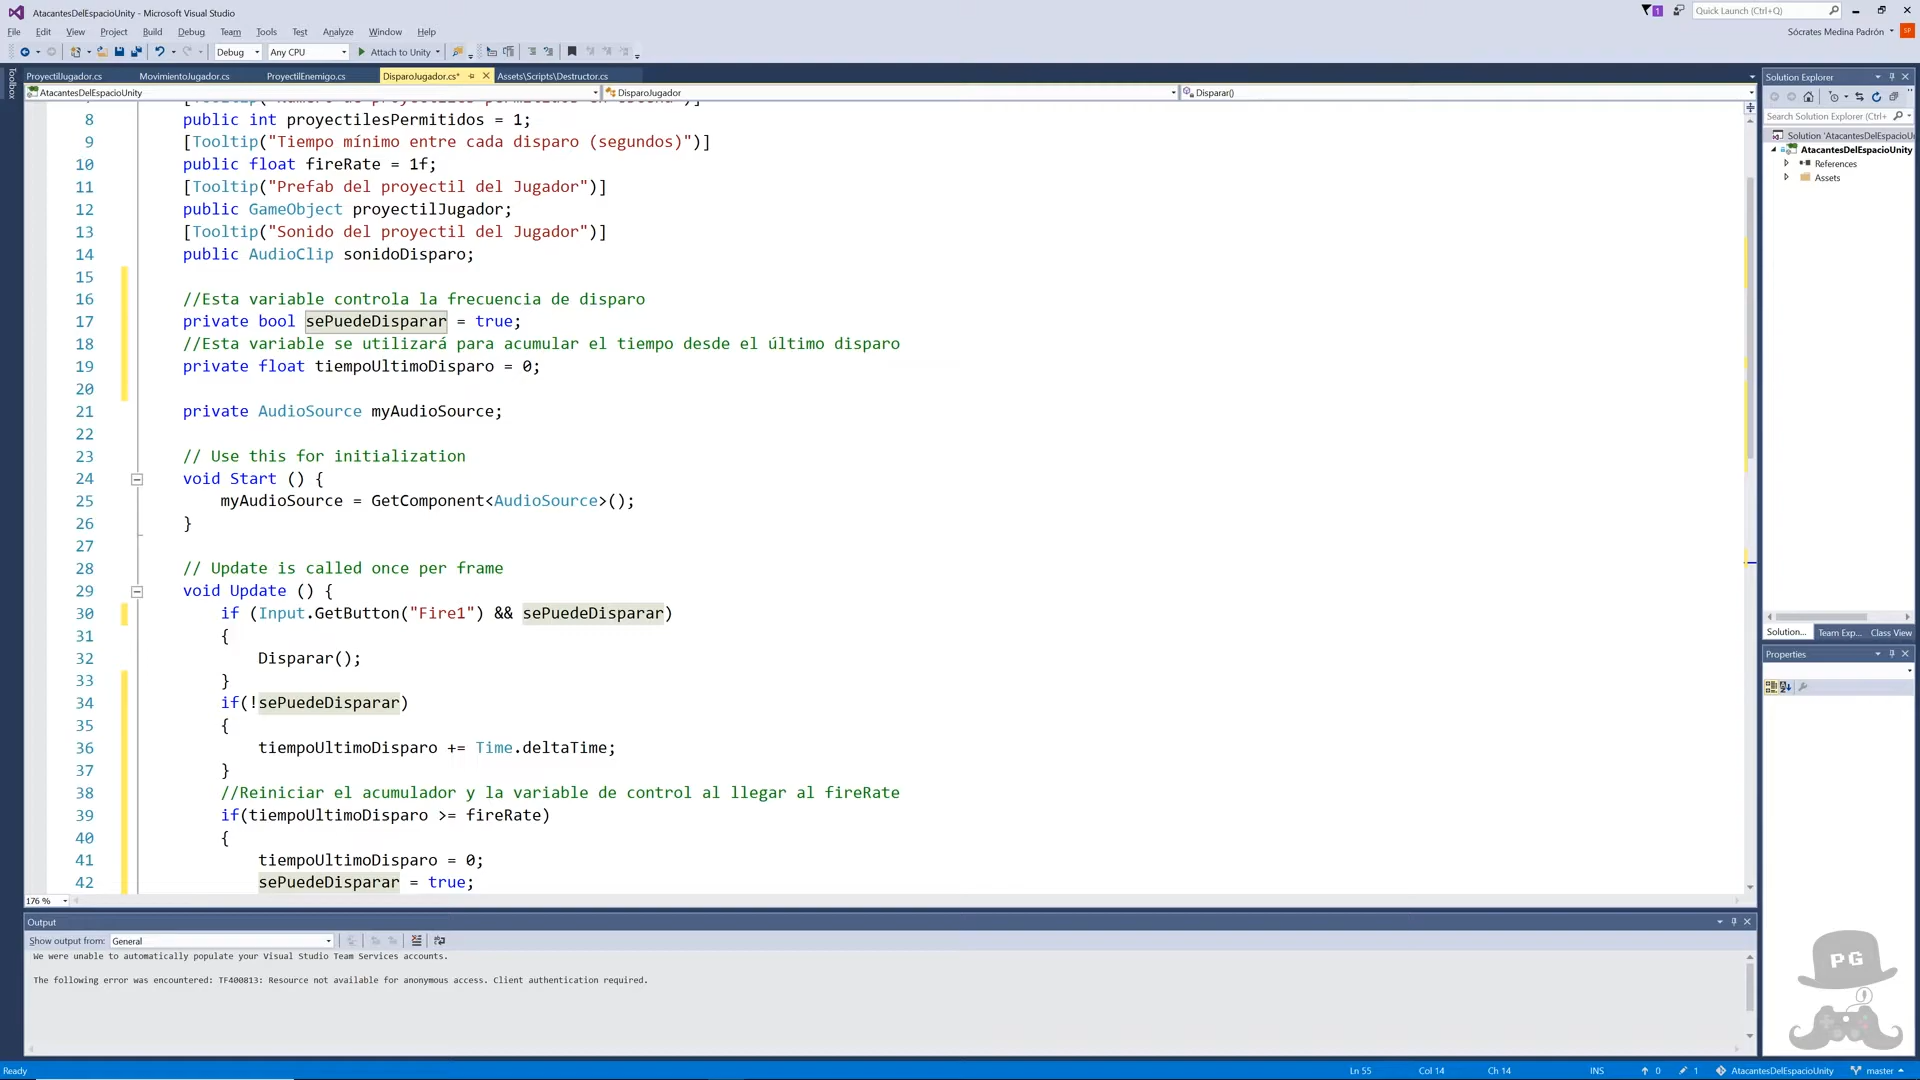 AtacantesDelEspacioUnity - Microsoft Visual Studio
1
Quick Launch (Ctrl+Q)
File Edit View Project Build Debug Team Tools Test Analyze Window Help
Sócrates Medina Padrón
SP
Debug
Any CPU
Attach to Unity
Toolbox
ProyectilJugador.cs
MovimientoJugador.cs
ProyectilEnemigo.cs
DisparoJugador.cs*
Assets\Scripts\Destructor.cs
AtacantesDelEspacioUnity
DisparoJugador
Disparar()
8 public int proyectilesPermitidos = 1;
9 [Tooltip("Tiempo mínimo entre cada disparo (segundos)")]
10 public float fireRate = 1f;
11 [Tooltip("Prefab del proyectil del Jugador")]
12 public GameObject proyectilJugador;
13 [Tooltip("Sonido del proyectil del Jugador")]
14 public AudioClip sonidoDisparo;
15
16 //Esta variable controla la frecuencia de disparo
17 private bool sePuedeDisparar = true;
18 //Esta variable se utilizará para acumular el tiempo desde el último disparo
19 private float tiempoUltimoDisparo = 0;
20
21 private AudioSource myAudioSource;
22
23 // Use this for initialization
24 void Start () {
25 myAudioSource = GetComponent<AudioSource>();
26 }
27
28 // Update is called once per frame
29 void Update () {
30 if (Input.GetButton("Fire1") && sePuedeDisparar)
31 {
32 Disparar();
33 }
34 if(!sePuedeDisparar)
35 {
36 tiempoUltimoDisparo += Time.deltaTime;
37 }
38 //Reiniciar el acumulador y la variable de control al llegar al fireRate
39 if(tiempoUltimoDisparo >= fireRate)
40 {
41 tiempoUltimoDisparo = 0;
42 sePuedeDisparar = true;
176 %
Output
Show output from: General
We were unable to automatically populate your Visual Studio Team Services accounts.
The following error was encountered: TF400813: Resource not available for anonymous access. Client authentication required.
Solution Explorer
Search Solution Explorer (Ctrl+
Solution 'AtacantesDelEspacioU
AtacantesDelEspacioUnity
References
Assets
Solution... Team Exp... Class View
Properties
PG
Ready
Ln 55
Col 14
Ch 14
INS
0
1
AtacantesDelEspacioUnity
master